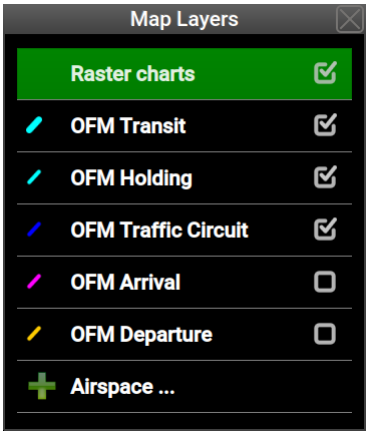 Map Layers
Raster charts
OFM Transit
OFM Holding
OFM Traffic Circuit
OFM Arrival
OFM Departure
Airspace ...